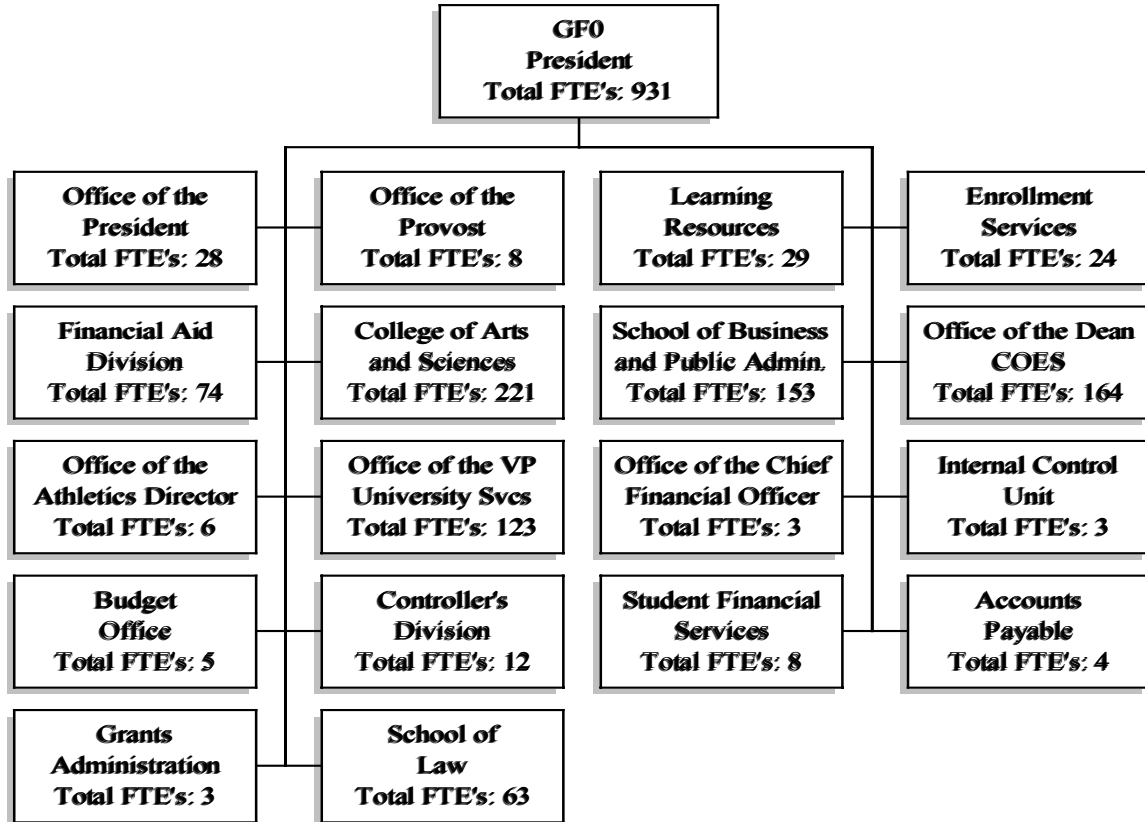 GF0
President
Total FTE's: 931
Office of the
President
Total FTE's: 28
Office of the
Provost
Total FTE's: 8
Learning
Resources
Total FTE's: 29
Enrollment
Services
Total FTE's: 24
Financial Aid
Division
Total FTE's: 74
College of Arts
and Sciences
Total FTE's: 221
School of Business
and Public Admin.
Total FTE's: 153
Office of the Dean
COES
Total FTE's: 164
Office of the
Athletics Director
Total FTE's: 6
Office of the VP
University Svcs
Total FTE's: 123
Office of the Chief
Financial Officer
Total FTE's: 3
Internal Control
Unit
Total FTE's: 3
Budget
Office
Total FTE's: 5
Controller's
Division
Total FTE's: 12
Student Financial
Services
Total FTE's: 8
Accounts
Payable
Total FTE's: 4
Grants
Administration
Total FTE's: 3
School of
Law
Total FTE's: 63